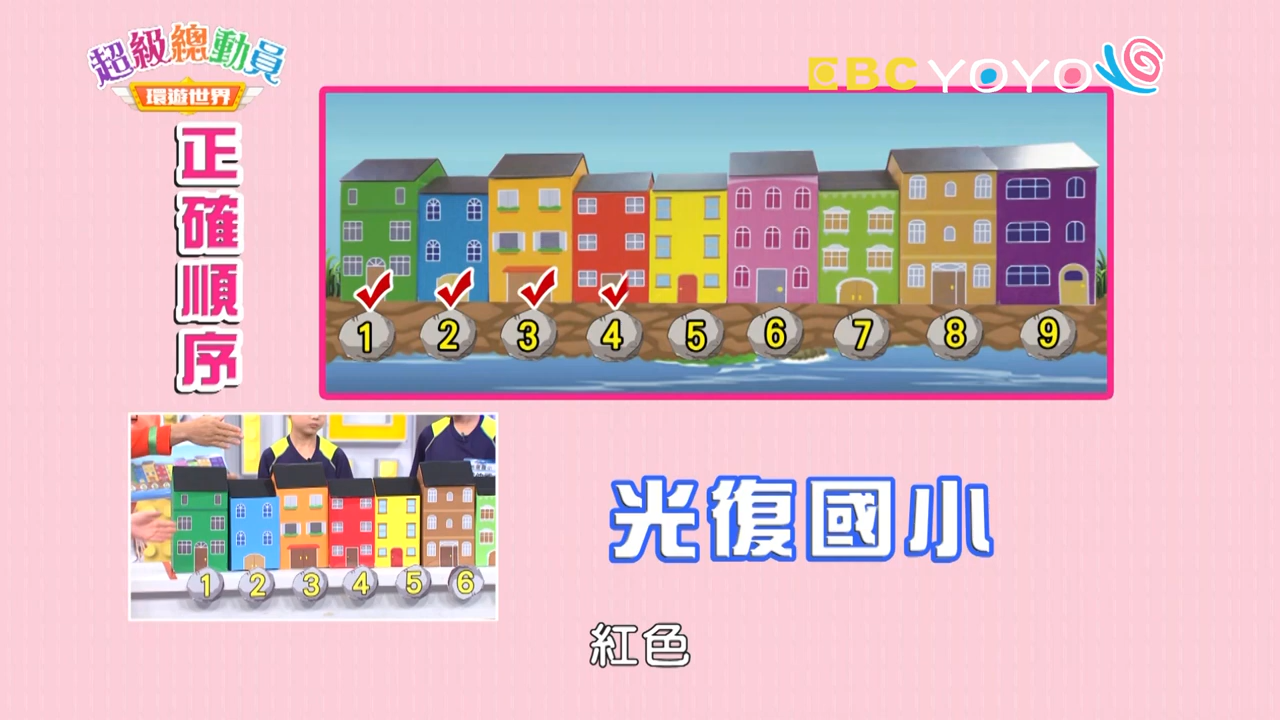 超級總動員
環遊世界
EBC YOYO
正確順序
1 2 3 4 5 6 7 8 9
1 2 3 4 5 6
光復國小
紅色